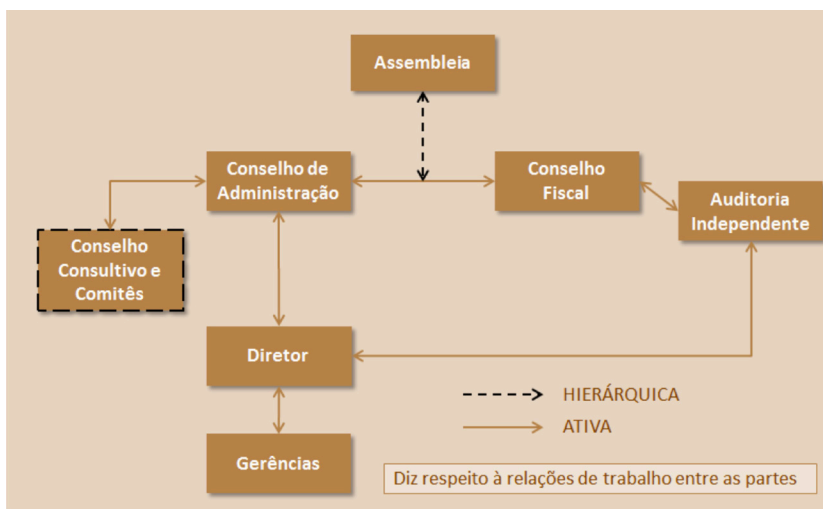 Assembleia
Conselho de
Administração
Conselho
Fiscal
Auditoria
Independente
Conselho
Consultivo e
Comitês
Diretor
HIERÁRQUICA
ATIVA
Gerências
Diz respeito à relações de trabalho entre as partes